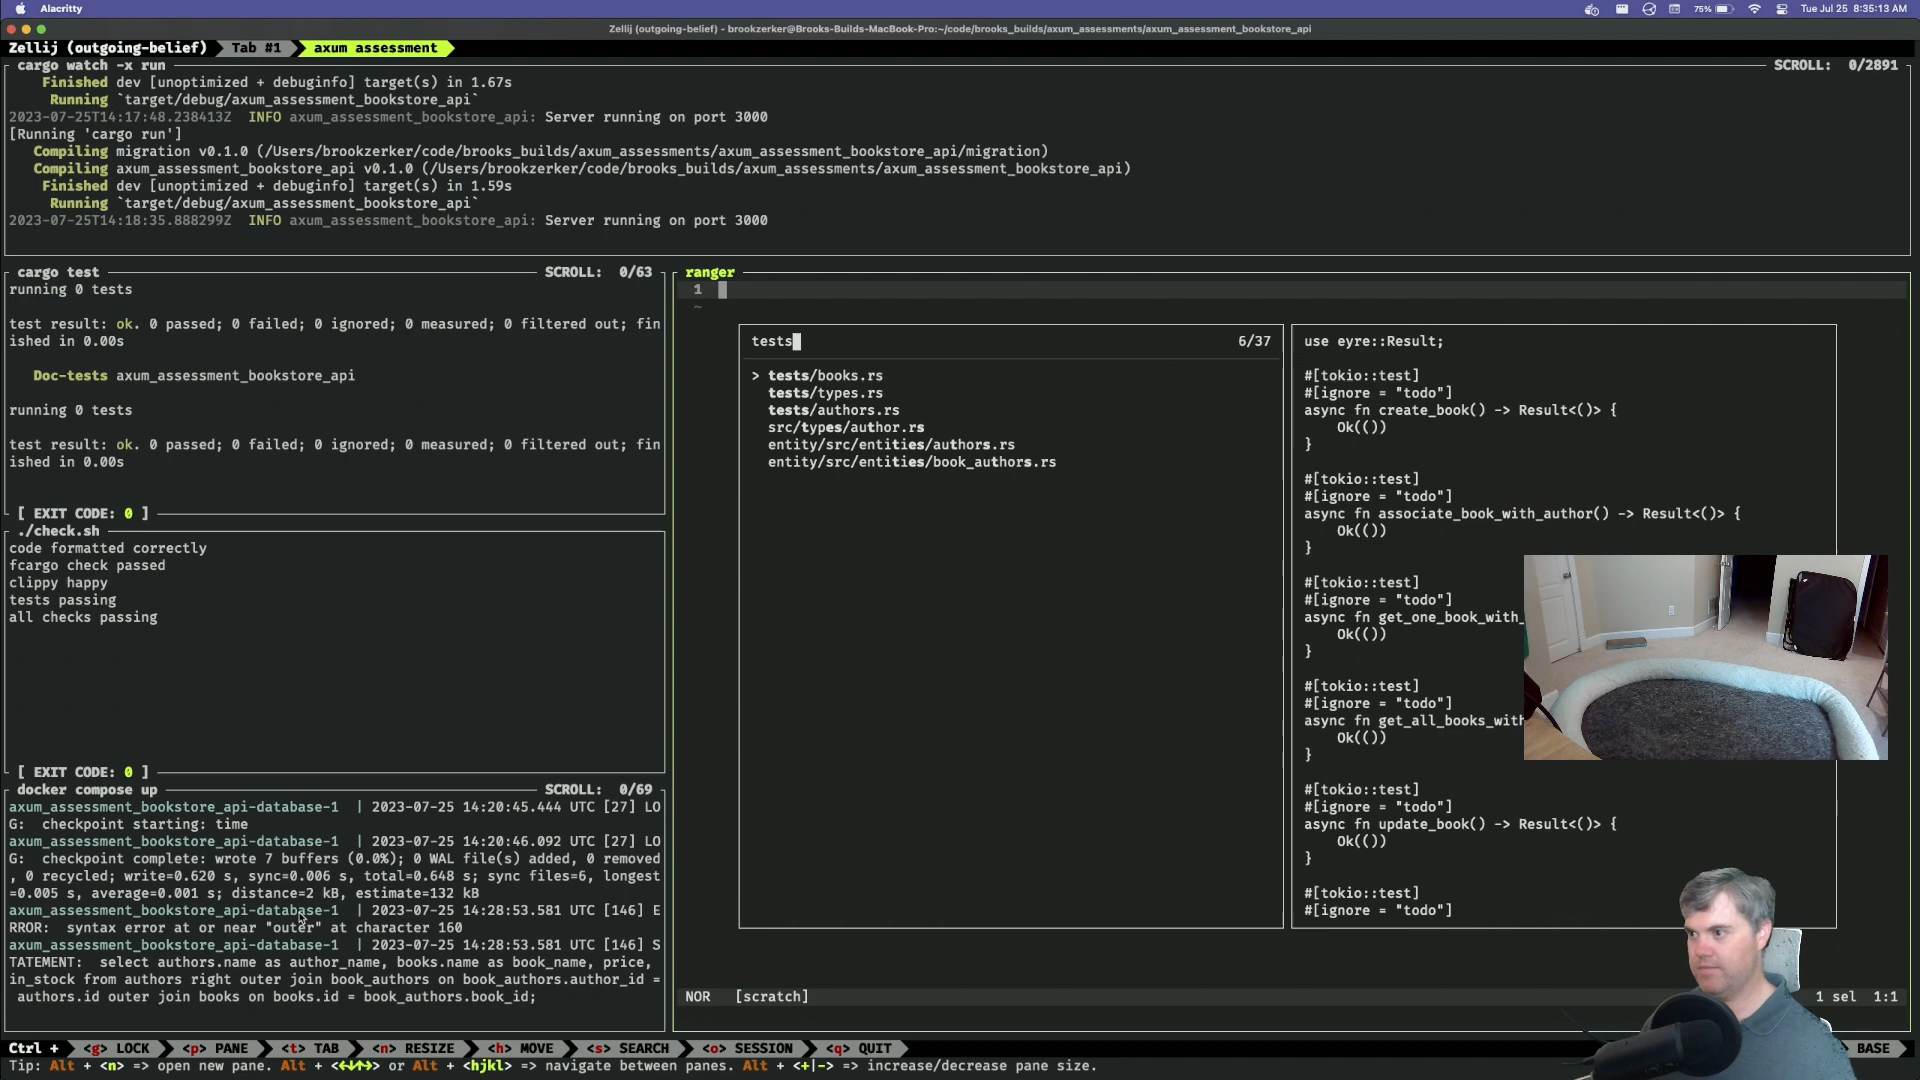 Alacritty
75%
Tue Jul 25 8:35:13 AM
Zellij (outgoing-belief) - brookzerker@Brooks-Builds-MacBook-Pro:~/code/brooks_builds/axum_assessments/axum_assessment_bookstore_api
Zellij (outgoing-belief) Tab #1 axum assessment
cargo watch -x run SCROLL: 0/2891
Finished dev [unoptimized + debuginfo] target(s) in 1.67s
Running `target/debug/axum_assessment_bookstore_api`
2023-07-25T14:17:48.238413Z INFO axum_assessment_bookstore_api: Server running on port 3000
[Running 'cargo run']
Compiling migration v0.1.0 (/Users/brookzerker/code/brooks_builds/axum_assessments/axum_assessment_bookstore_api/migration)
Compiling axum_assessment_bookstore_api v0.1.0 (/Users/brookzerker/code/brooks_builds/axum_assessments/axum_assessment_bookstore_api)
Finished dev [unoptimized + debuginfo] target(s) in 1.59s
Running `target/debug/axum_assessment_bookstore_api`
2023-07-25T14:18:35.888299Z INFO axum_assessment_bookstore_api: Server running on port 3000
cargo test SCROLL: 0/63
running 0 tests
test result: ok. 0 passed; 0 failed; 0 ignored; 0 measured; 0 filtered out; fin
ished in 0.00s
Doc-tests axum_assessment_bookstore_api
running 0 tests
test result: ok. 0 passed; 0 failed; 0 ignored; 0 measured; 0 filtered out; fin
ished in 0.00s
[ EXIT CODE: 0 ]
./check.sh
code formatted correctly
fcargo check passed
clippy happy
tests passing
all checks passing
[ EXIT CODE: 0 ]
docker compose up SCROLL: 0/69
axum_assessment_bookstore_api-database-1 | 2023-07-25 14:20:45.444 UTC [27] LO
G: checkpoint starting: time
axum_assessment_bookstore_api-database-1 | 2023-07-25 14:20:46.092 UTC [27] LO
G: checkpoint complete: wrote 7 buffers (0.0%); 0 WAL file(s) added, 0 removed
, 0 recycled; write=0.620 s, sync=0.006 s, total=0.648 s; sync files=6, longest
=0.005 s, average=0.001 s; distance=2 kB, estimate=132 kB
axum_assessment_bookstore_api-database-1 | 2023-07-25 14:28:53.581 UTC [146] E
RROR: syntax error at or near "outer" at character 160
axum_assessment_bookstore_api-database-1 | 2023-07-25 14:28:53.581 UTC [146] S
TATEMENT: select authors.name as author_name, books.name as book_name, price,
in_stock from authors right outer join book_authors on book_authors.author_id =
authors.id outer join books on books.id = book_authors.book_id;
ranger
1
~
tests 6/37
> tests/books.rs
tests/types.rs
tests/authors.rs
src/types/author.rs
entity/src/entities/authors.rs
entity/src/entities/book_authors.rs
use eyre::Result;
#[tokio::test]
#[ignore = "todo"]
async fn create_book() -> Result<()> {
Ok(())
}
#[tokio::test]
#[ignore = "todo"]
async fn associate_book_with_author() -> Result<()> {
Ok(())
}
#[tokio::test]
#[ignore = "todo"]
async fn get_one_book_with_
Ok(())
}
#[tokio::test]
#[ignore = "todo"]
async fn get_all_books_with
Ok(())
}
#[tokio::test]
#[ignore = "todo"]
async fn update_book() -> Result<()> {
Ok(())
}
#[tokio::test]
#[ignore = "todo"]
NOR [scratch] 1 sel 1:1
Ctrl + <g> LOCK <p> PANE <t> TAB <n> RESIZE <h> MOVE <s> SEARCH <o> SESSION <q> QUIT BASE
Tip: Alt + <n> => open new pane. Alt + <←↓↑→> or Alt + <hjkl> => navigate between panes. Alt + <+|-> => increase/decrease pane size.